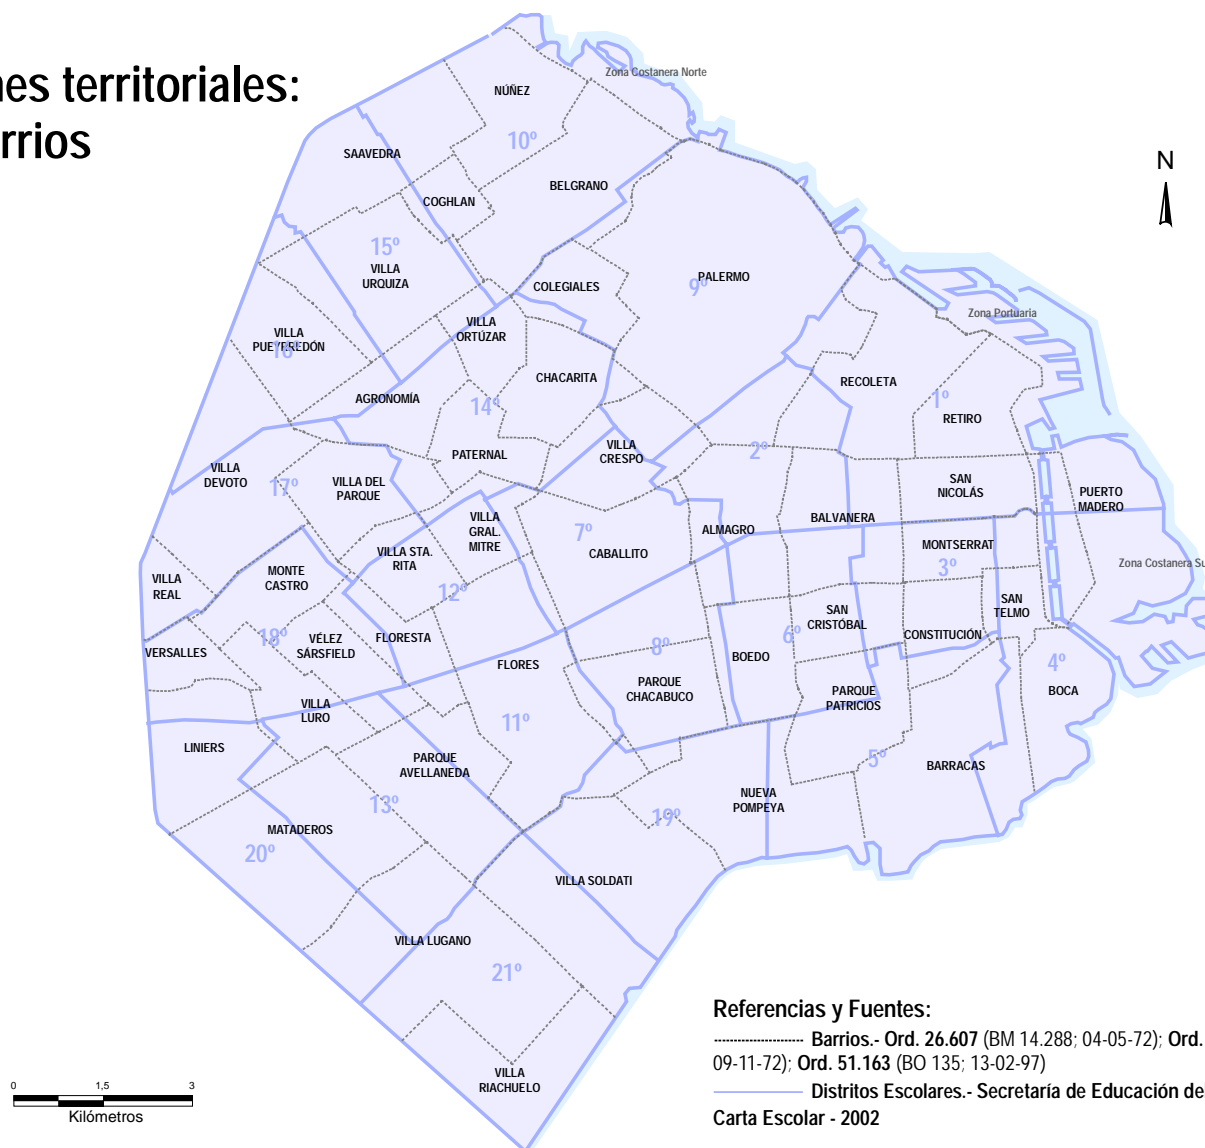 nes territoriales:
rrios
Zona Costanera Norte
NÚÑEZ
10º
SAAVEDRA
N
BELGRANO
COGHLAN
15º
VILLA
URQUIZA
PALERMO
9º
COLEGIALES
Zona Portuaria
VILLA
ORTÚZAR
VILLA
PUEYRREDÓN
16º
CHACARITA
RECOLETA
AGRONOMÍA
1º
14º
RETIRO
VILLA
CRESPO
2º
PATERNAL
VILLA
DEVOTO
17º
VILLA DEL
PARQUE
SAN
NICOLÁS
PUERTO
MADERO
VILLA
GRAL.
MITRE
7º
ALMAGRO
BALVANERA
CABALLITO
MONTSERRAT
3º
VILLA STA.
RITA
Zona Costanera Su
VILLA
REAL
MONTE
CASTRO
12º
SAN
TELMO
SAN
CRISTÓBAL
6º
CONSTITUCIÓN
18º
VÉLEZ
SÁRSFIELD
FLORESTA
VERSALLES
8º
BOEDO
4º
FLORES
BOCA
PARQUE
CHACABUCO
PARQUE
PATRICIOS
VILLA
LURO
11º
LINIERS
PARQUE
AVELLANEDA
5º
BARRACAS
NUEVA
POMPEYA
13º
19º
MATADEROS
20º
VILLA SOLDATI
VILLA LUGANO
21º
VILLA
RIACHUELO
0 1,5 3
Kilómetros
Referencias y Fuentes:
Barrios.- Ord. 26.607 (BM 14.288; 04-05-72); Ord.
09-11-72); Ord. 51.163 (BO 135; 13-02-97)
Distritos Escolares.- Secretaría de Educación de
Carta Escolar - 2002